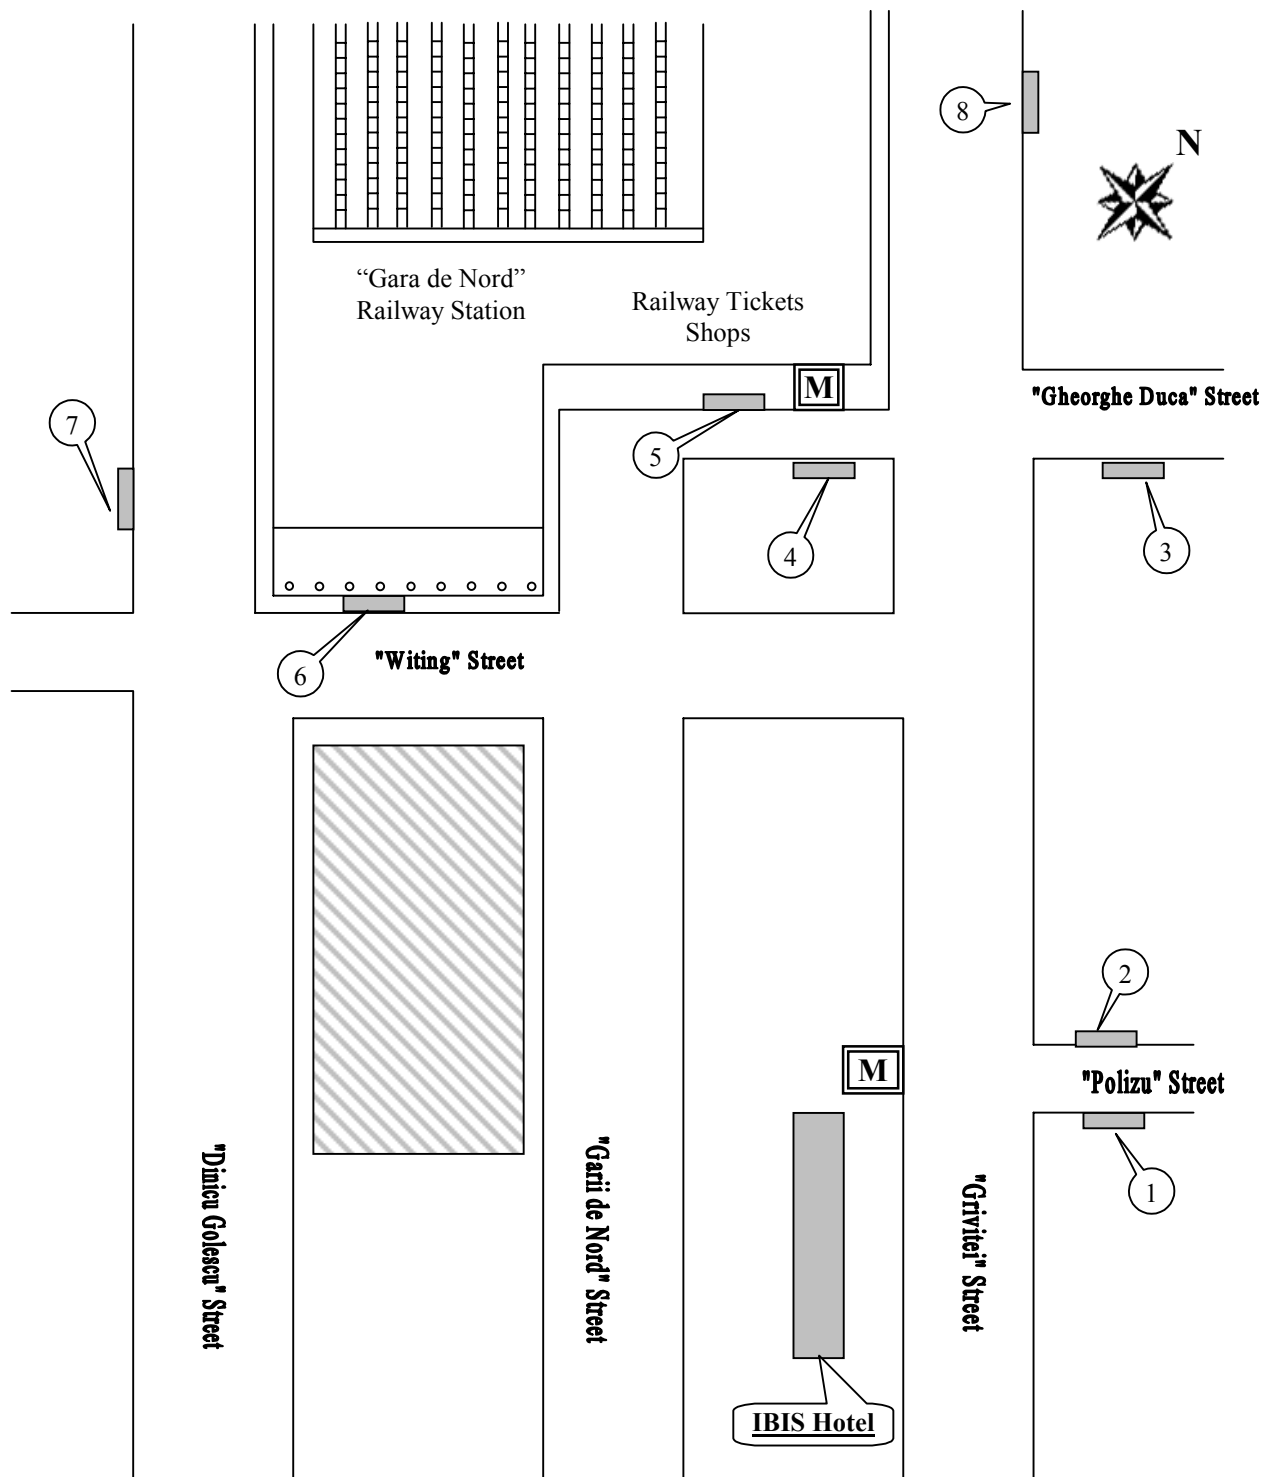 8
N
“Gara de Nord”
Railway Station
Railway Tickets
Shops
M
"Gheorghe Duca" Street
7
5
4
3
6
"Witing" Street
2
M
"Polizu" Street
1
"Dinicu Golescu" Street
"Garii de Nord" Street
"Grivitei" Street
IBIS Hotel